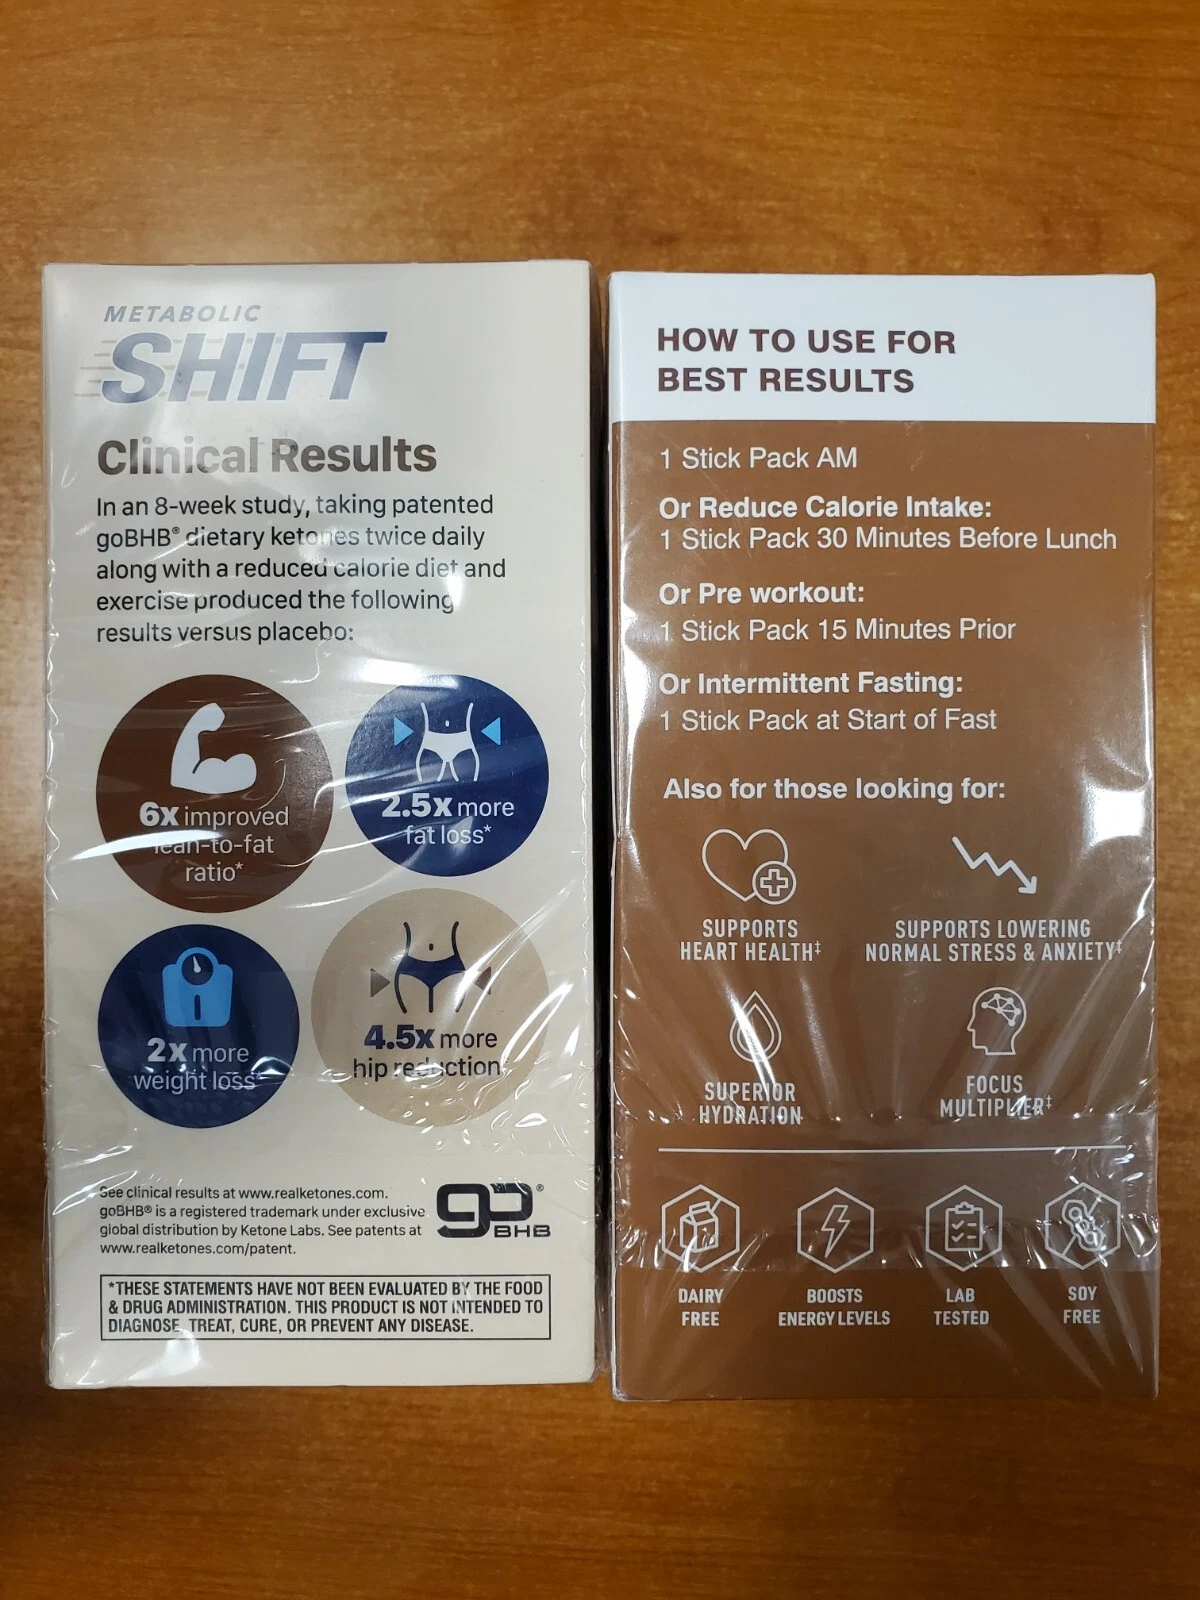 METABOLIC
SHIFT
Clinical Results
In an 8-week study, taking patented
goBHB® dietary ketones twice daily
along with a reduced calorie diet and
exercise produced the following
results versus placebo:
6x improved
lean-to-fat
ratio*
2.5x more
fat loss*
2x more
weight loss*
4.5x more
hip reduction*
See clinical results at www.realketones.com.
goBHB® is a registered trademark under exclusive
global distribution by Ketone Labs. See patents at
www.realketones.com/patent.
go®
BHB
*THESE STATEMENTS HAVE NOT BEEN EVALUATED BY THE FOOD
& DRUG ADMINISTRATION. THIS PRODUCT IS NOT INTENDED TO
DIAGNOSE, TREAT, CURE, OR PREVENT ANY DISEASE.
HOW TO USE FOR
BEST RESULTS
1 Stick Pack AM
Or Reduce Calorie Intake:
1 Stick Pack 30 Minutes Before Lunch
Or Pre workout:
1 Stick Pack 15 Minutes Prior
Or Intermittent Fasting:
1 Stick Pack at Start of Fast
Also for those looking for:
SUPPORTS
HEART HEALTH‡
SUPPORTS LOWERING
NORMAL STRESS & ANXIETY‡
SUPERIOR
HYDRATION
FOCUS
MULTIPLIER‡
DAIRY
FREE
BOOSTS
ENERGY LEVELS
LAB
TESTED
SOY
FREE